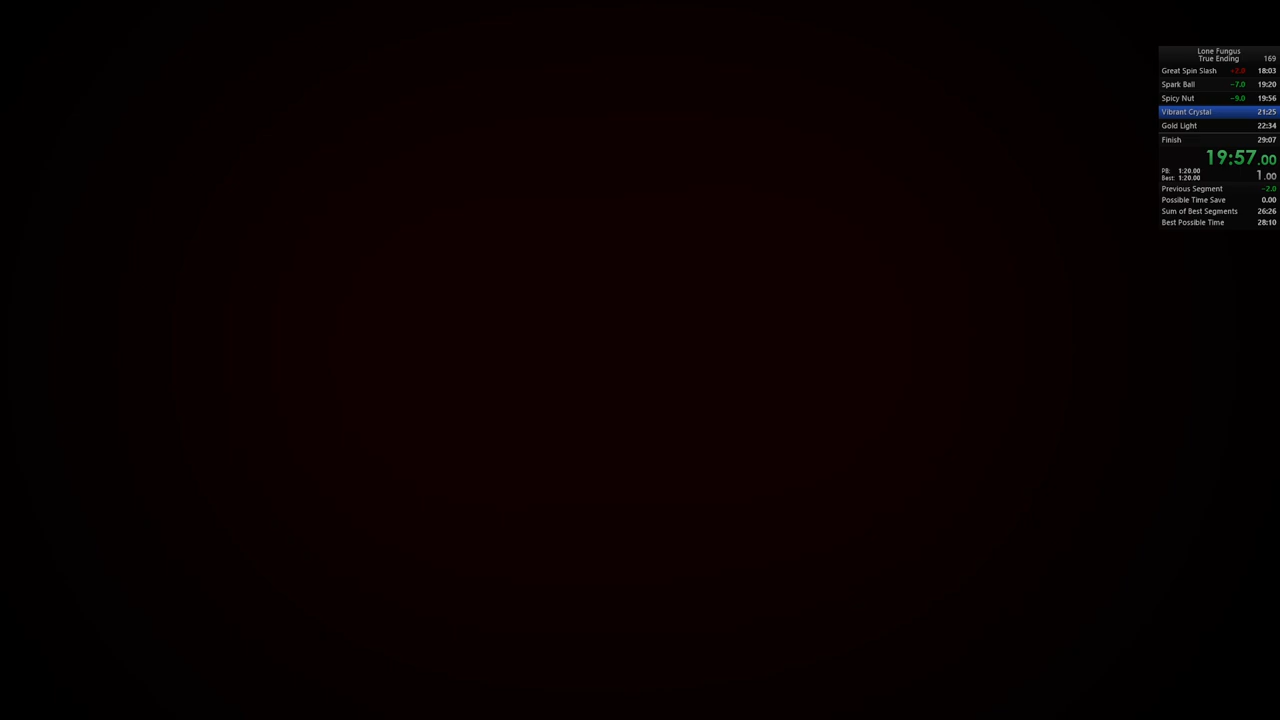 Lone Fungus
True Ending 169
Great Spin Slash +2.0 18:03
Spark Ball −7.0 19:20
Spicy Nut −9.0 19:56
Vibrant Crystal 21:25
Gold Light 22:34
Finish 29:07
19:57.00
PB: 1:20.00
Best: 1:20.00 1.00
Previous Segment −2.0
Possible Time Save 0.00
Sum of Best Segments 26:26
Best Possible Time 28:10